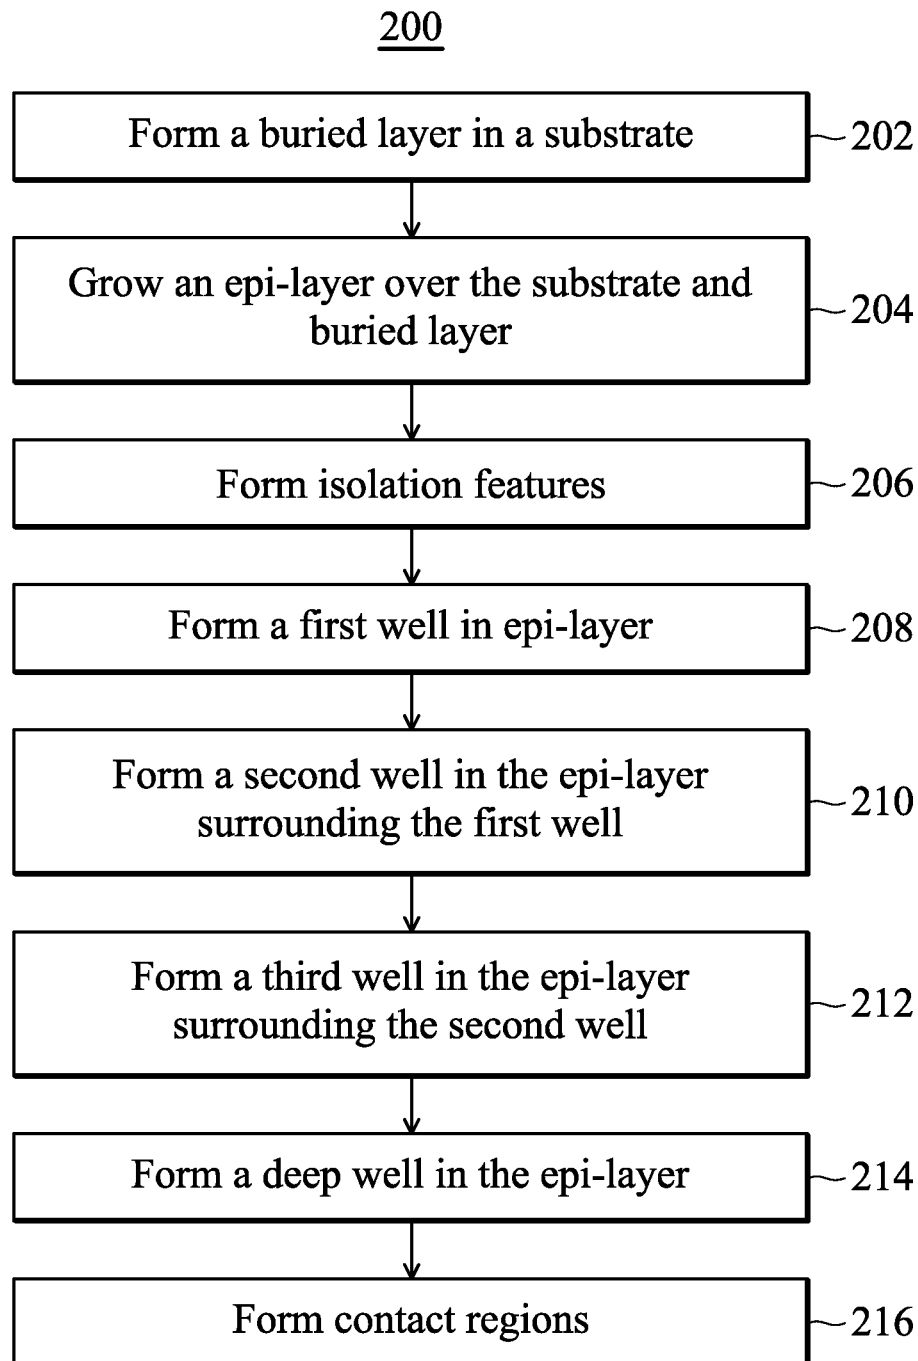 200
Form a buried layer in a substrate
202
Grow an epi-layer over the substrate and
buried layer
204
Form isolation features
206
Form a first well in epi-layer
208
Form a second well in the epi-layer
surrounding the first well
210
Form a third well in the epi-layer
surrounding the second well
212
Form a deep well in the epi-layer
214
Form contact regions
216